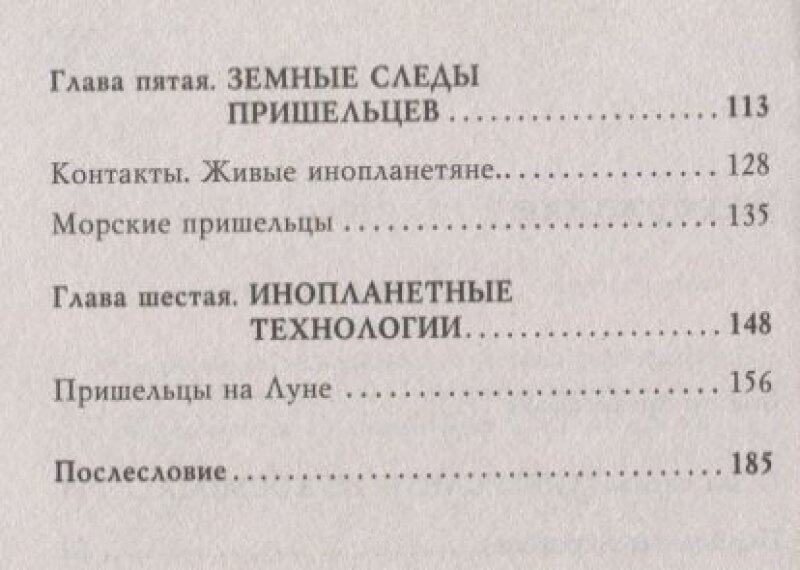 Глава пятая. ЗЕМНЫЕ СЛЕДЫ
ПРИШЕЛЬЦЕВ.....................113
Контакты. Живые инопланетяне..................128
Морские пришельцы.............................135
Глава шестая. ИНОПЛАНЕТНЫЕ
ТЕХНОЛОГИИ....................148
Пришельцы на Луне.............................156
Послесловие......................................185